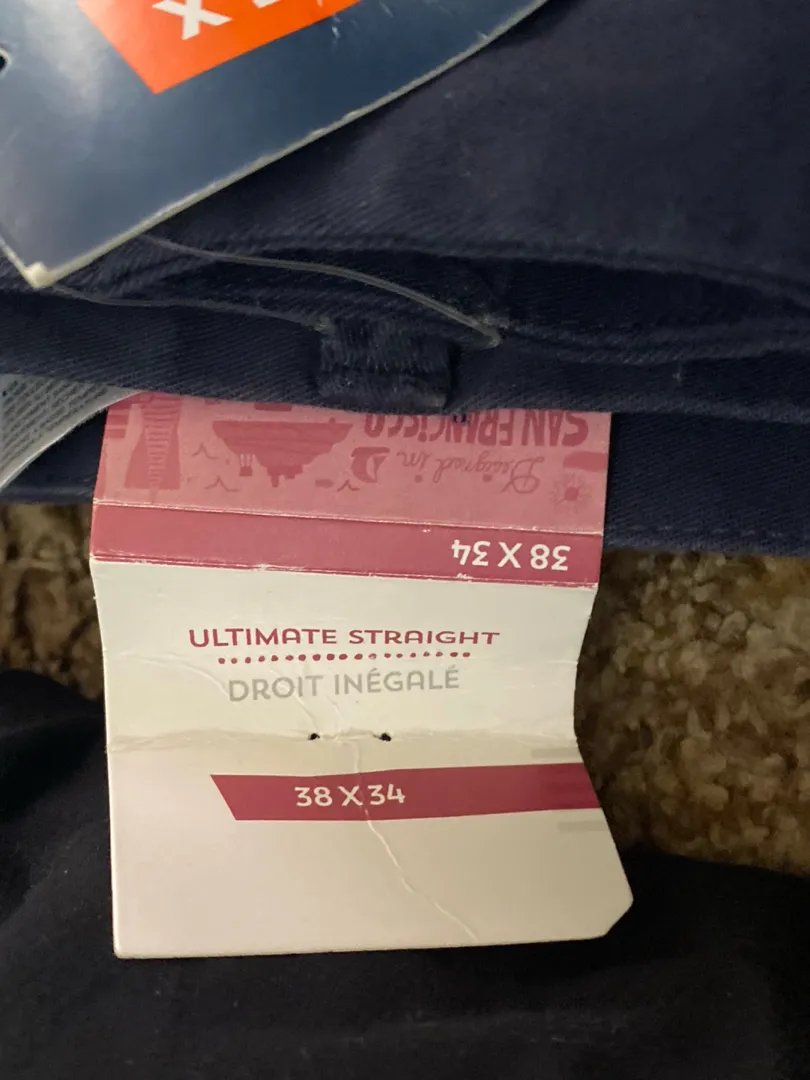 X
SAN FRANCISCO
Designed in
38 X 34
ULTIMATE STRAIGHT
DROIT INÉGALÉ
38 X 34